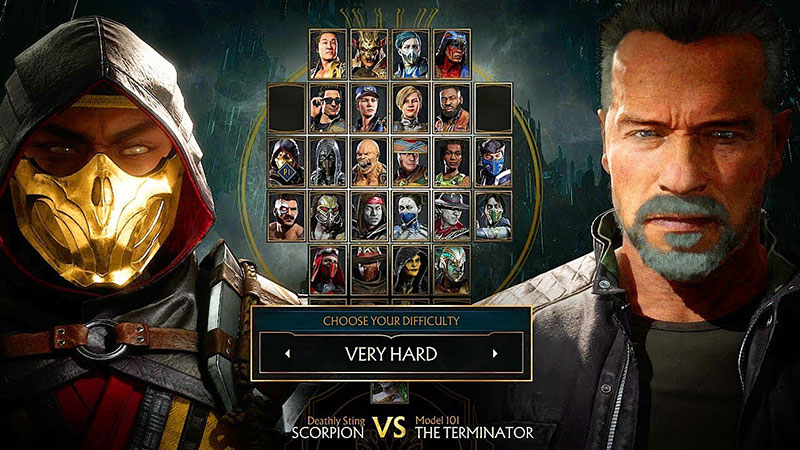 CHOOSE YOUR DIFFICULTY
VERY HARD
Deathly Sting
SCORPION
VS
Model 101
THE TERMINATOR